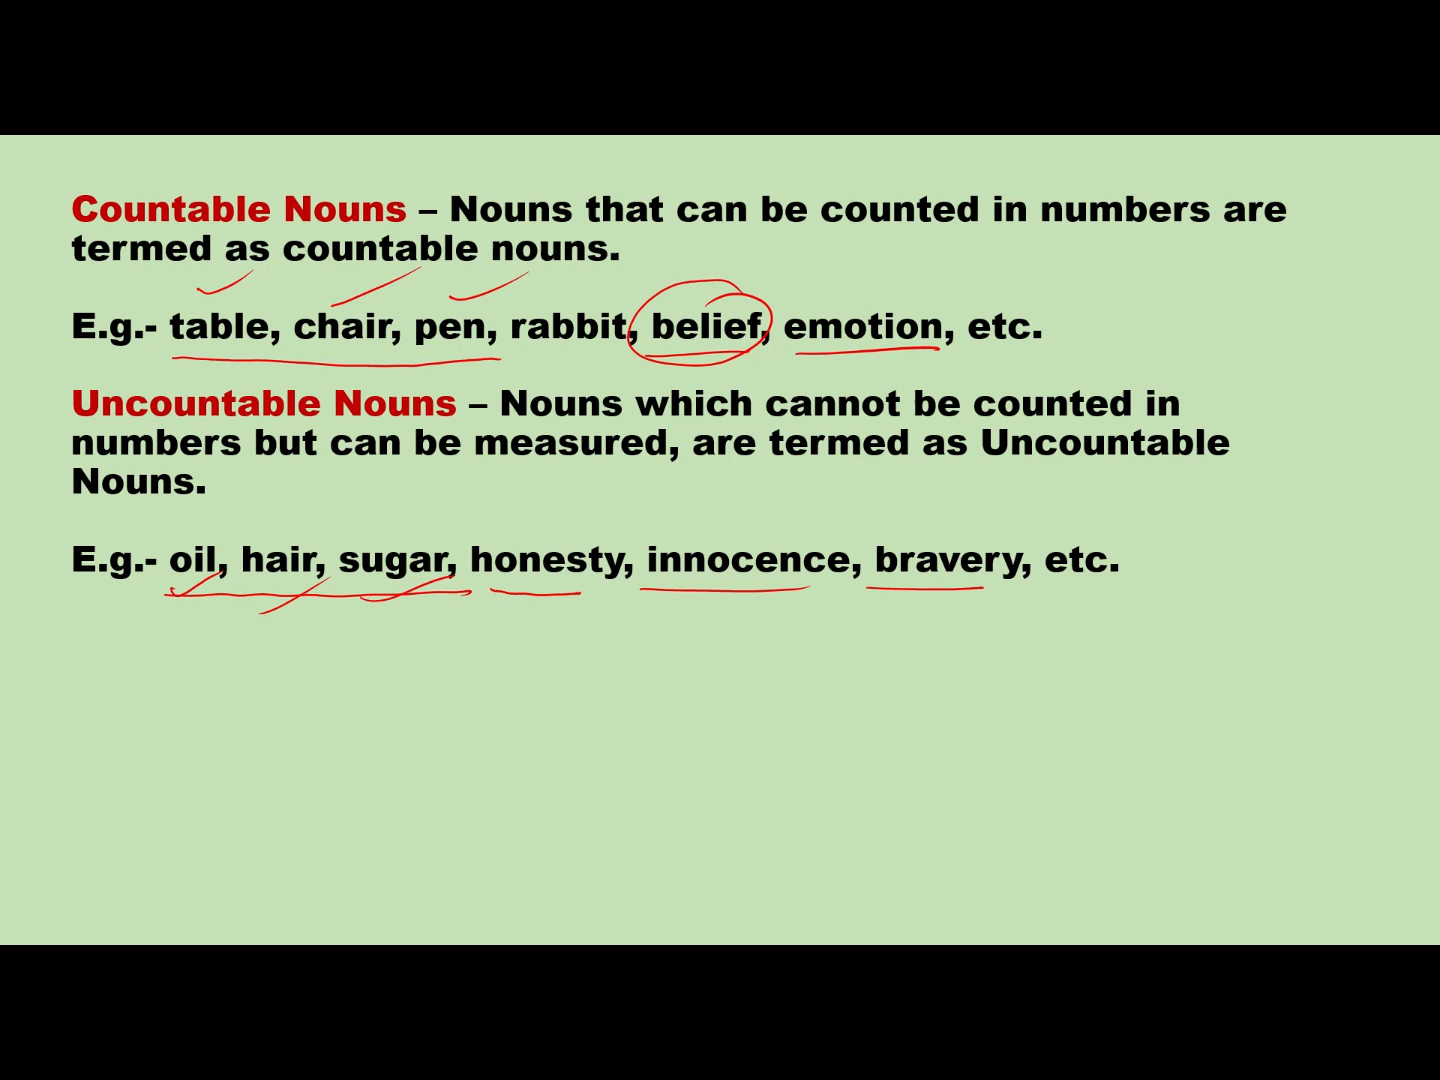 Countable Nouns – Nouns that can be counted in numbers are
termed as countable nouns.
E.g.- table, chair, pen, rabbit, belief, emotion, etc.
Uncountable Nouns – Nouns which cannot be counted in
numbers but can be measured, are termed as Uncountable
Nouns.
E.g.- oil, hair, sugar, honesty, innocence, bravery, etc.